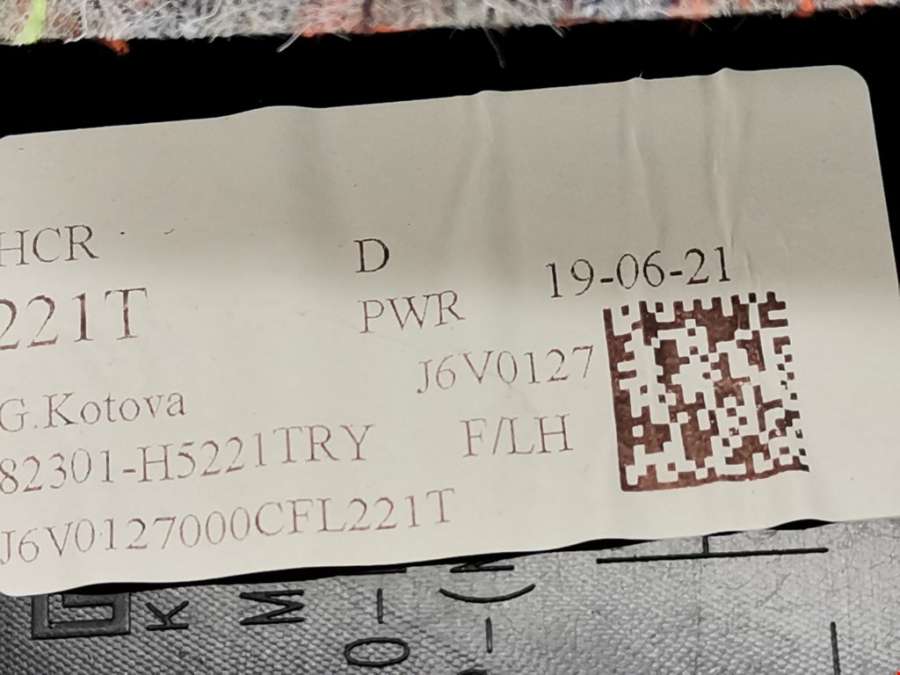 HCR D 19-06-21
221T PWR
J6V0127
G.Kotova
82301-H5221TRY F/LH
J6V0127000CFL221T
K
M